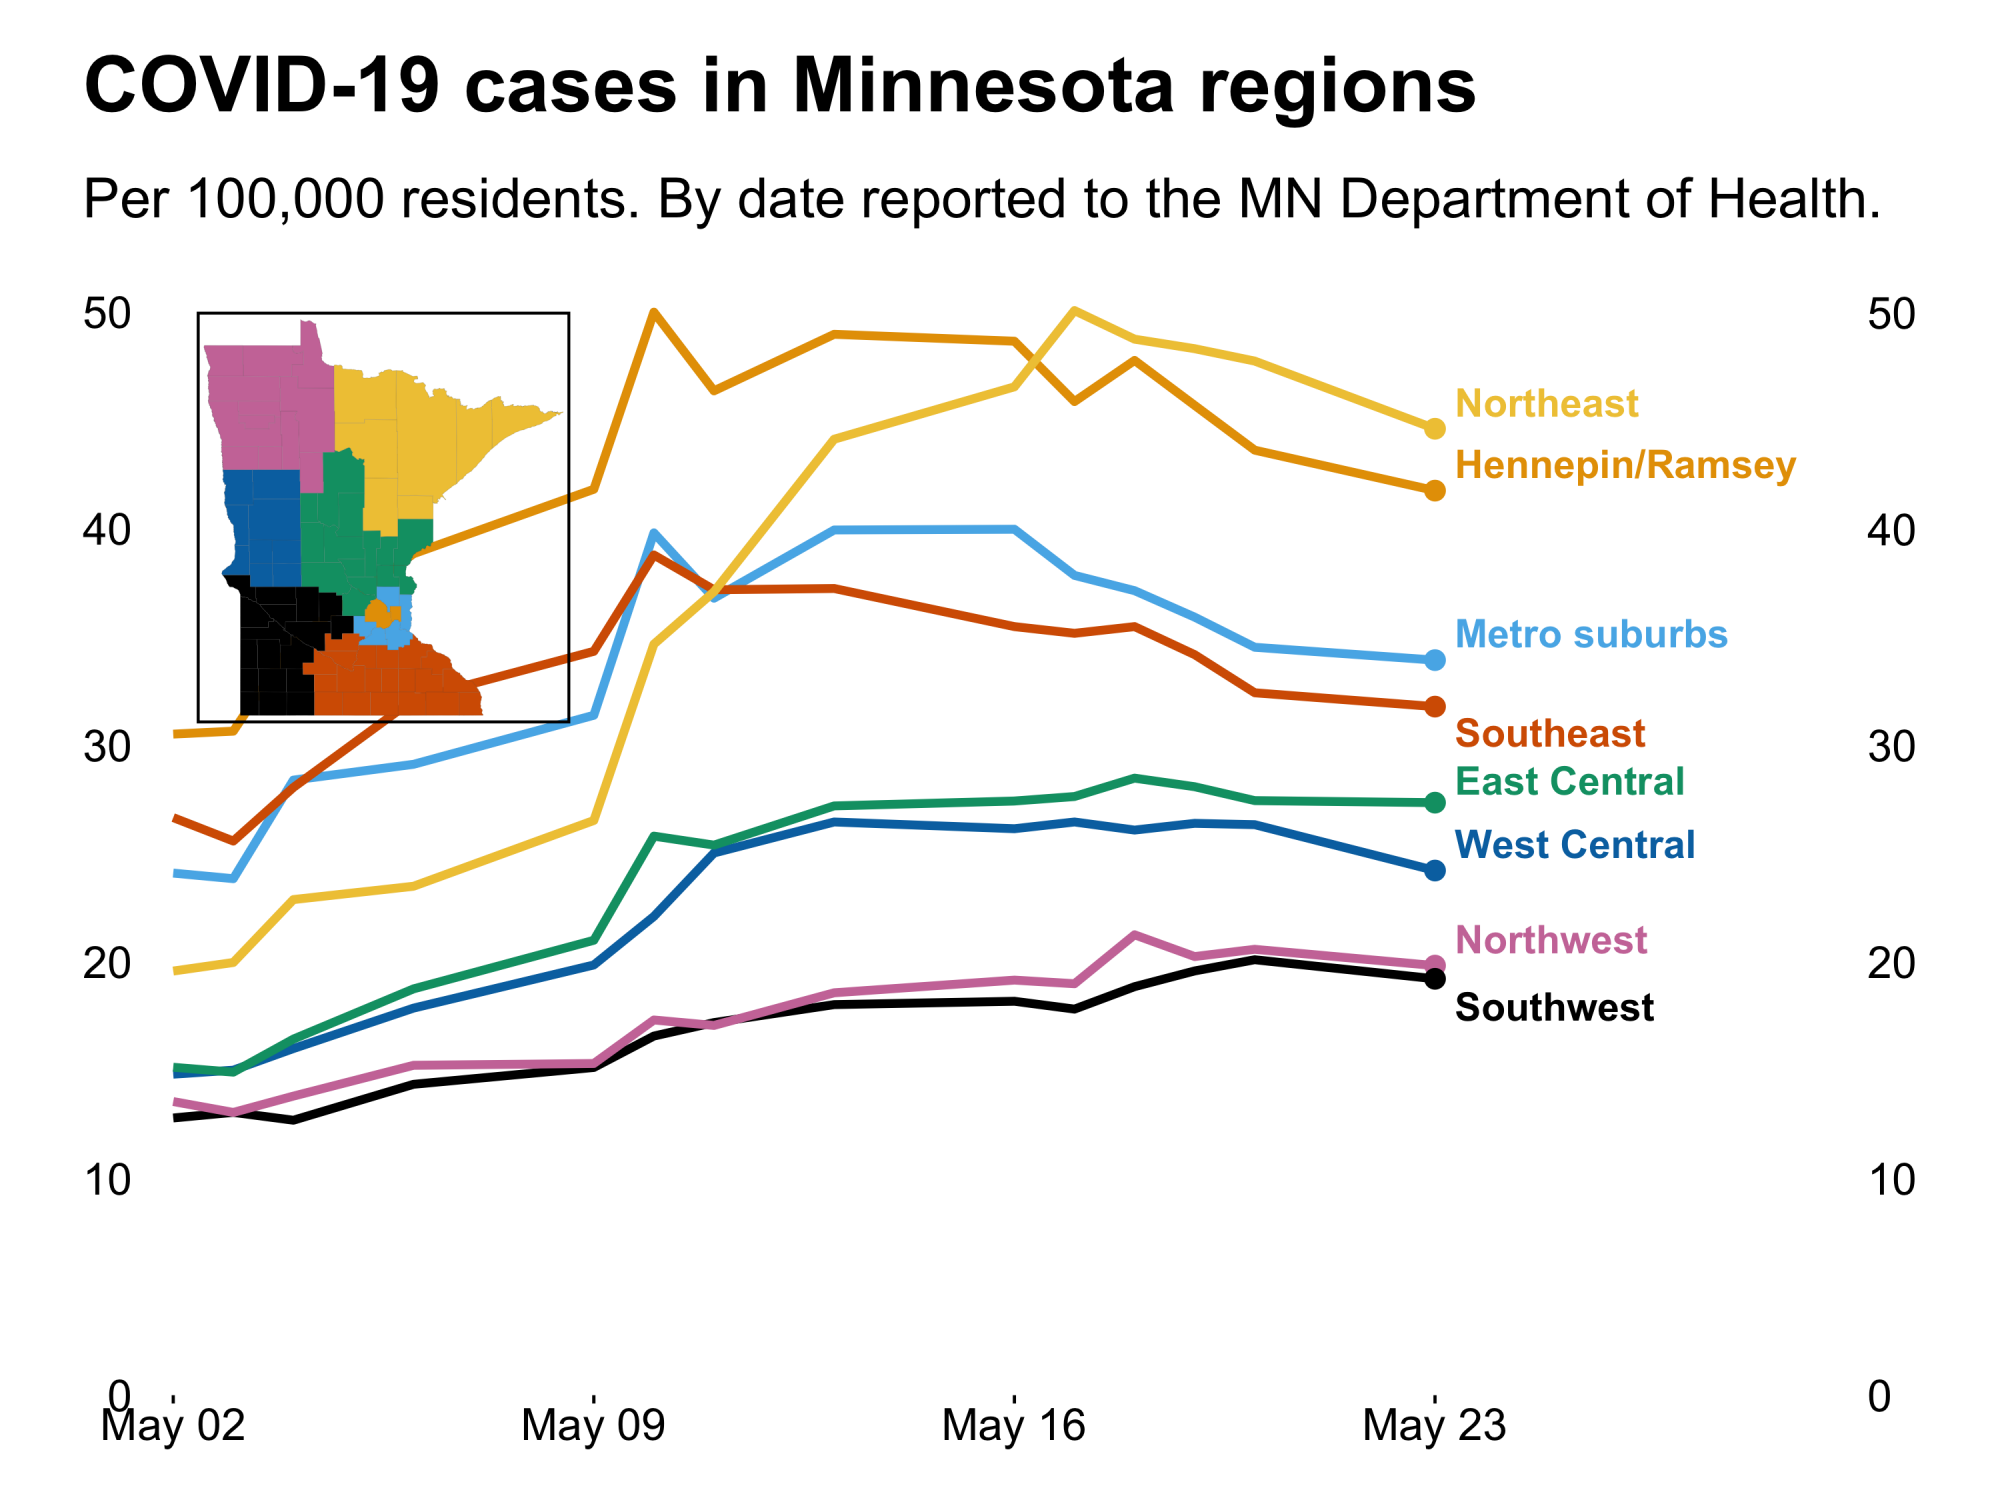 COVID-19 cases in Minnesota regions
Per 100,000 residents. By date reported to the MN Department of Health.
50
50
Northeast
Hennepin/Ramsey
40
40
Metro suburbs
Southeast
30
30
East Central
West Central
Northwest
20
20
Southwest
10
10
0
0
May 02
May 09
May 16
May 23